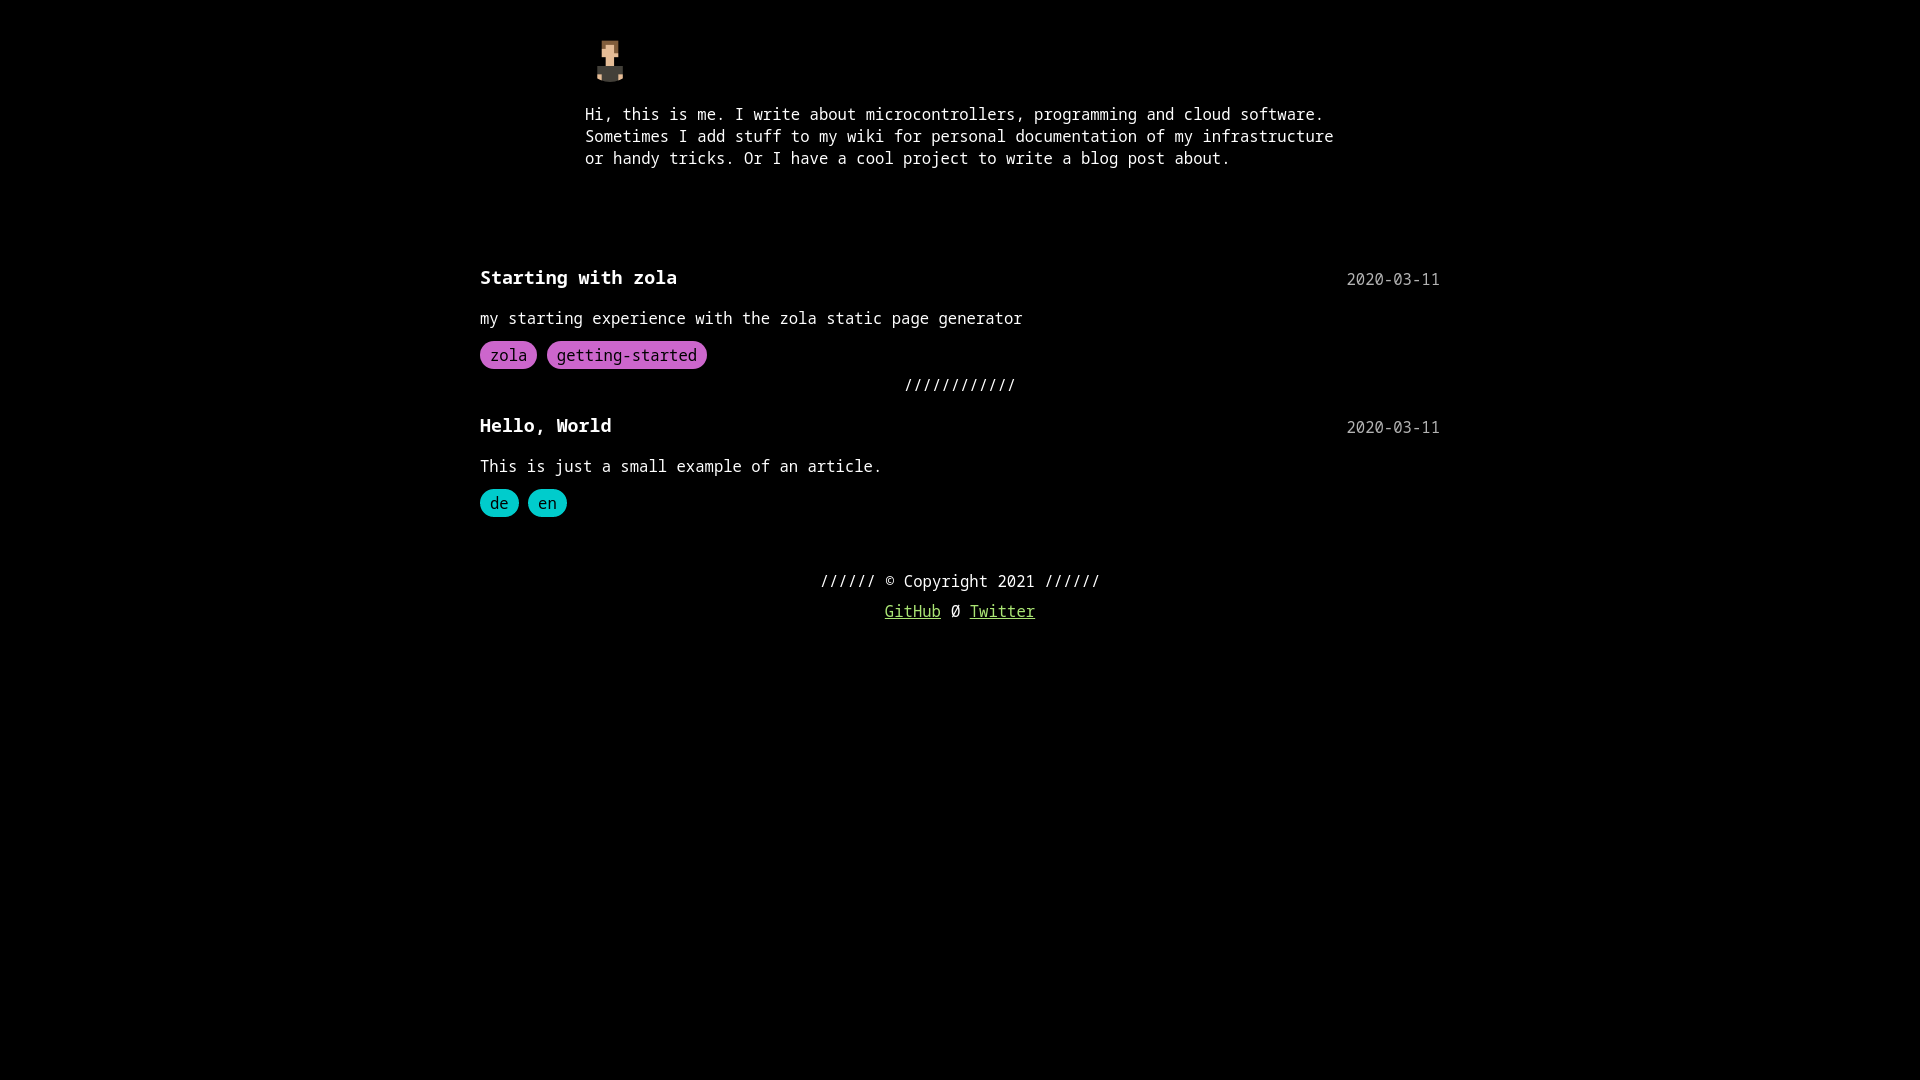 Hi, this is me. I write about microcontrollers, programming and cloud software.
Sometimes I add stuff to my wiki for personal documentation of my infrastructure
or handy tricks. Or I have a cool project to write a blog post about.
Starting with zola 2020-03-11
my starting experience with the zola static page generator
zola getting-started
////////////
Hello, World 2020-03-11
This is just a small example of an article.
de en
////// © Copyright 2021 //////
GitHub Ø Twitter